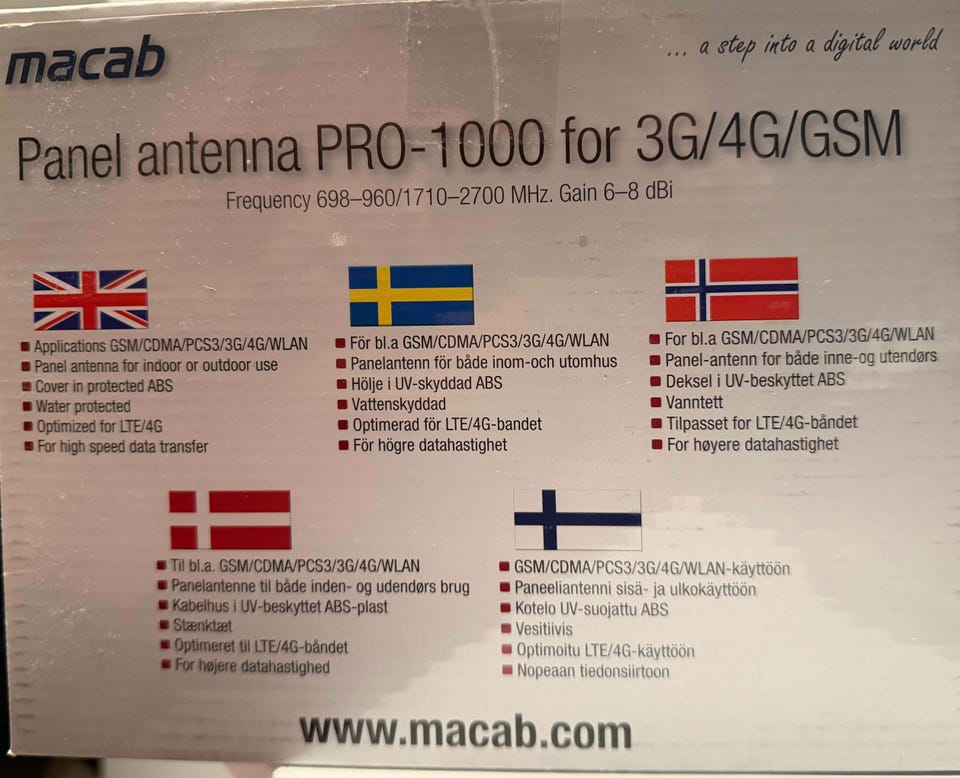 macab
... a step into a digital world
Panel antenna PRO-1000 for 3G/4G/GSM
Frequency 698–960/1710–2700 MHz. Gain 6–8 dBi
Applications GSM/CDMA/PCS3/3G/4G/WLAN
Panel antenna for indoor or outdoor use
Cover in protected ABS
Water protected
Optimized for LTE/4G
For high speed data transfer
För bl.a GSM/CDMA/PCS3/3G/4G/WLAN
Panelantenn för både inom-och utomhus
Hölje i UV-skyddad ABS
Vattenskyddad
Optimerad för LTE/4G-bandet
För högre datahastighet
For bl.a GSM/CDMA/PCS3/3G/4G/WLAN
Panel-antenn for både inne-og utendørs
Deksel i UV-beskyttet ABS
Vanntett
Tilpasset for LTE/4G-båndet
For høyere datahastighet
Til bl.a. GSM/CDMA/PCS3/3G/4G/WLAN
Panelantenne til både inden- og udendørs brug
Kabelhus i UV-beskyttet ABS-plast
Stænktæt
Optimeret til LTE/4G-båndet
For højere datahastighed
GSM/CDMA/PCS3/3G/4G/WLAN-käyttöön
Paneeliantenni sisä- ja ulkokäyttöön
Kotelo UV-suojattu ABS
Vesitiivis
Optimoitu LTE/4G-käyttöön
Nopeaan tiedonsiirtoon
www.macab.com